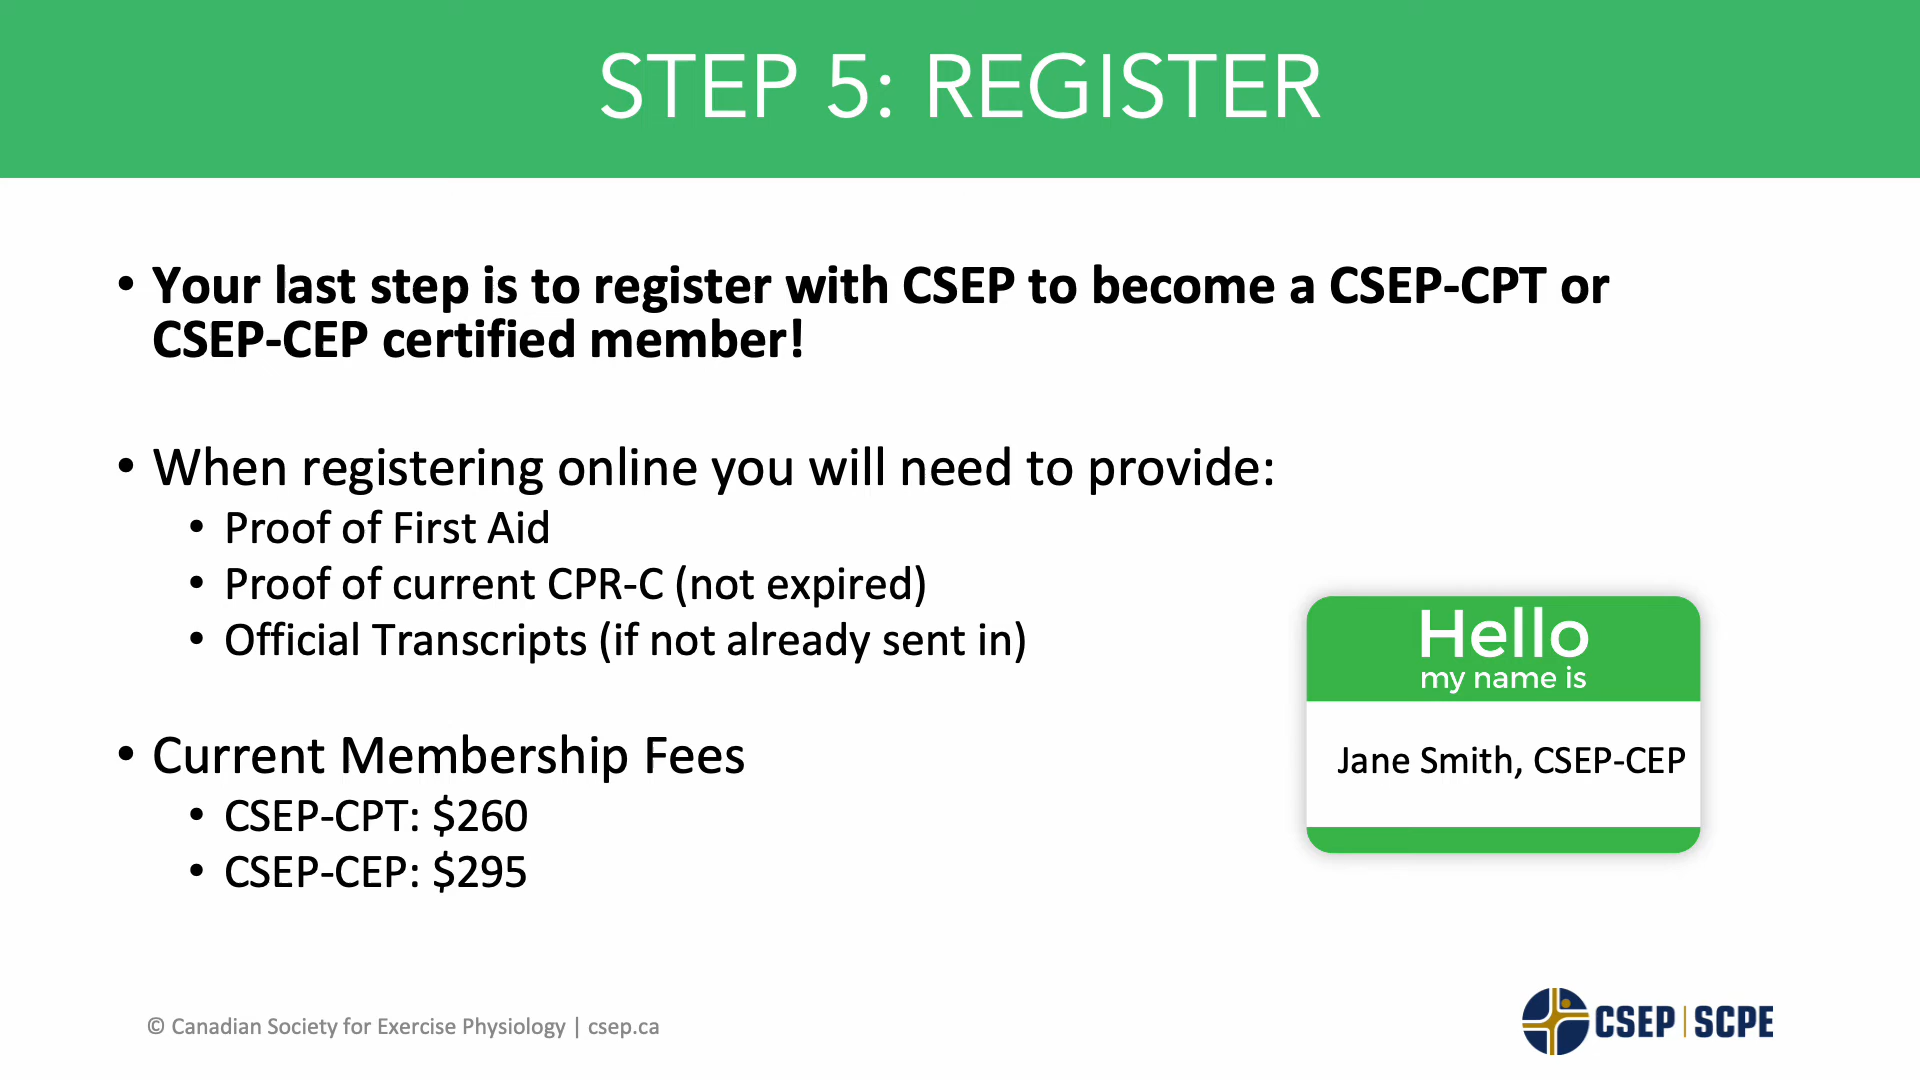 STEP 5: REGISTER
• Your last step is to register with CSEP to become a CSEP-CPT or
CSEP-CEP certified member!
• When registering online you will need to provide:
• Proof of First Aid
• Proof of current CPR-C (not expired)
• Official Transcripts (if not already sent in)
• Current Membership Fees
• CSEP-CPT: $260
• CSEP-CEP: $295
Hello
my name is
Jane Smith, CSEP-CEP
© Canadian Society for Exercise Physiology | csep.ca
CSEP | SCPE